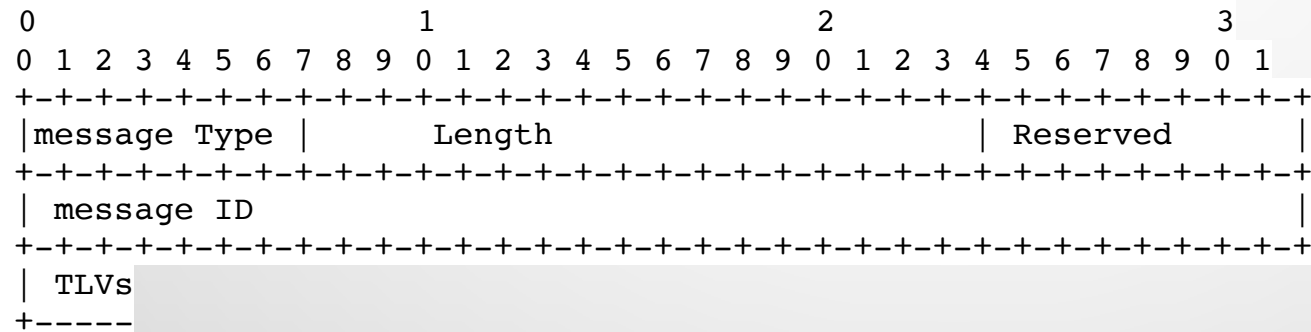 0                   1                   2                   3
0 1 2 3 4 5 6 7 8 9 0 1 2 3 4 5 6 7 8 9 0 1 2 3 4 5 6 7 8 9 0 1
+-+-+-+-+-+-+-+-+-+-+-+-+-+-+-+-+-+-+-+-+-+-+-+-+-+-+-+-+-+-+-+-+
|message Type |      Length                     | Reserved      |
+-+-+-+-+-+-+-+-+-+-+-+-+-+-+-+-+-+-+-+-+-+-+-+-+-+-+-+-+-+-+-+-+
| message ID                                                    |
+-+-+-+-+-+-+-+-+-+-+-+-+-+-+-+-+-+-+-+-+-+-+-+-+-+-+-+-+-+-+-+-+
| TLVs
+-----